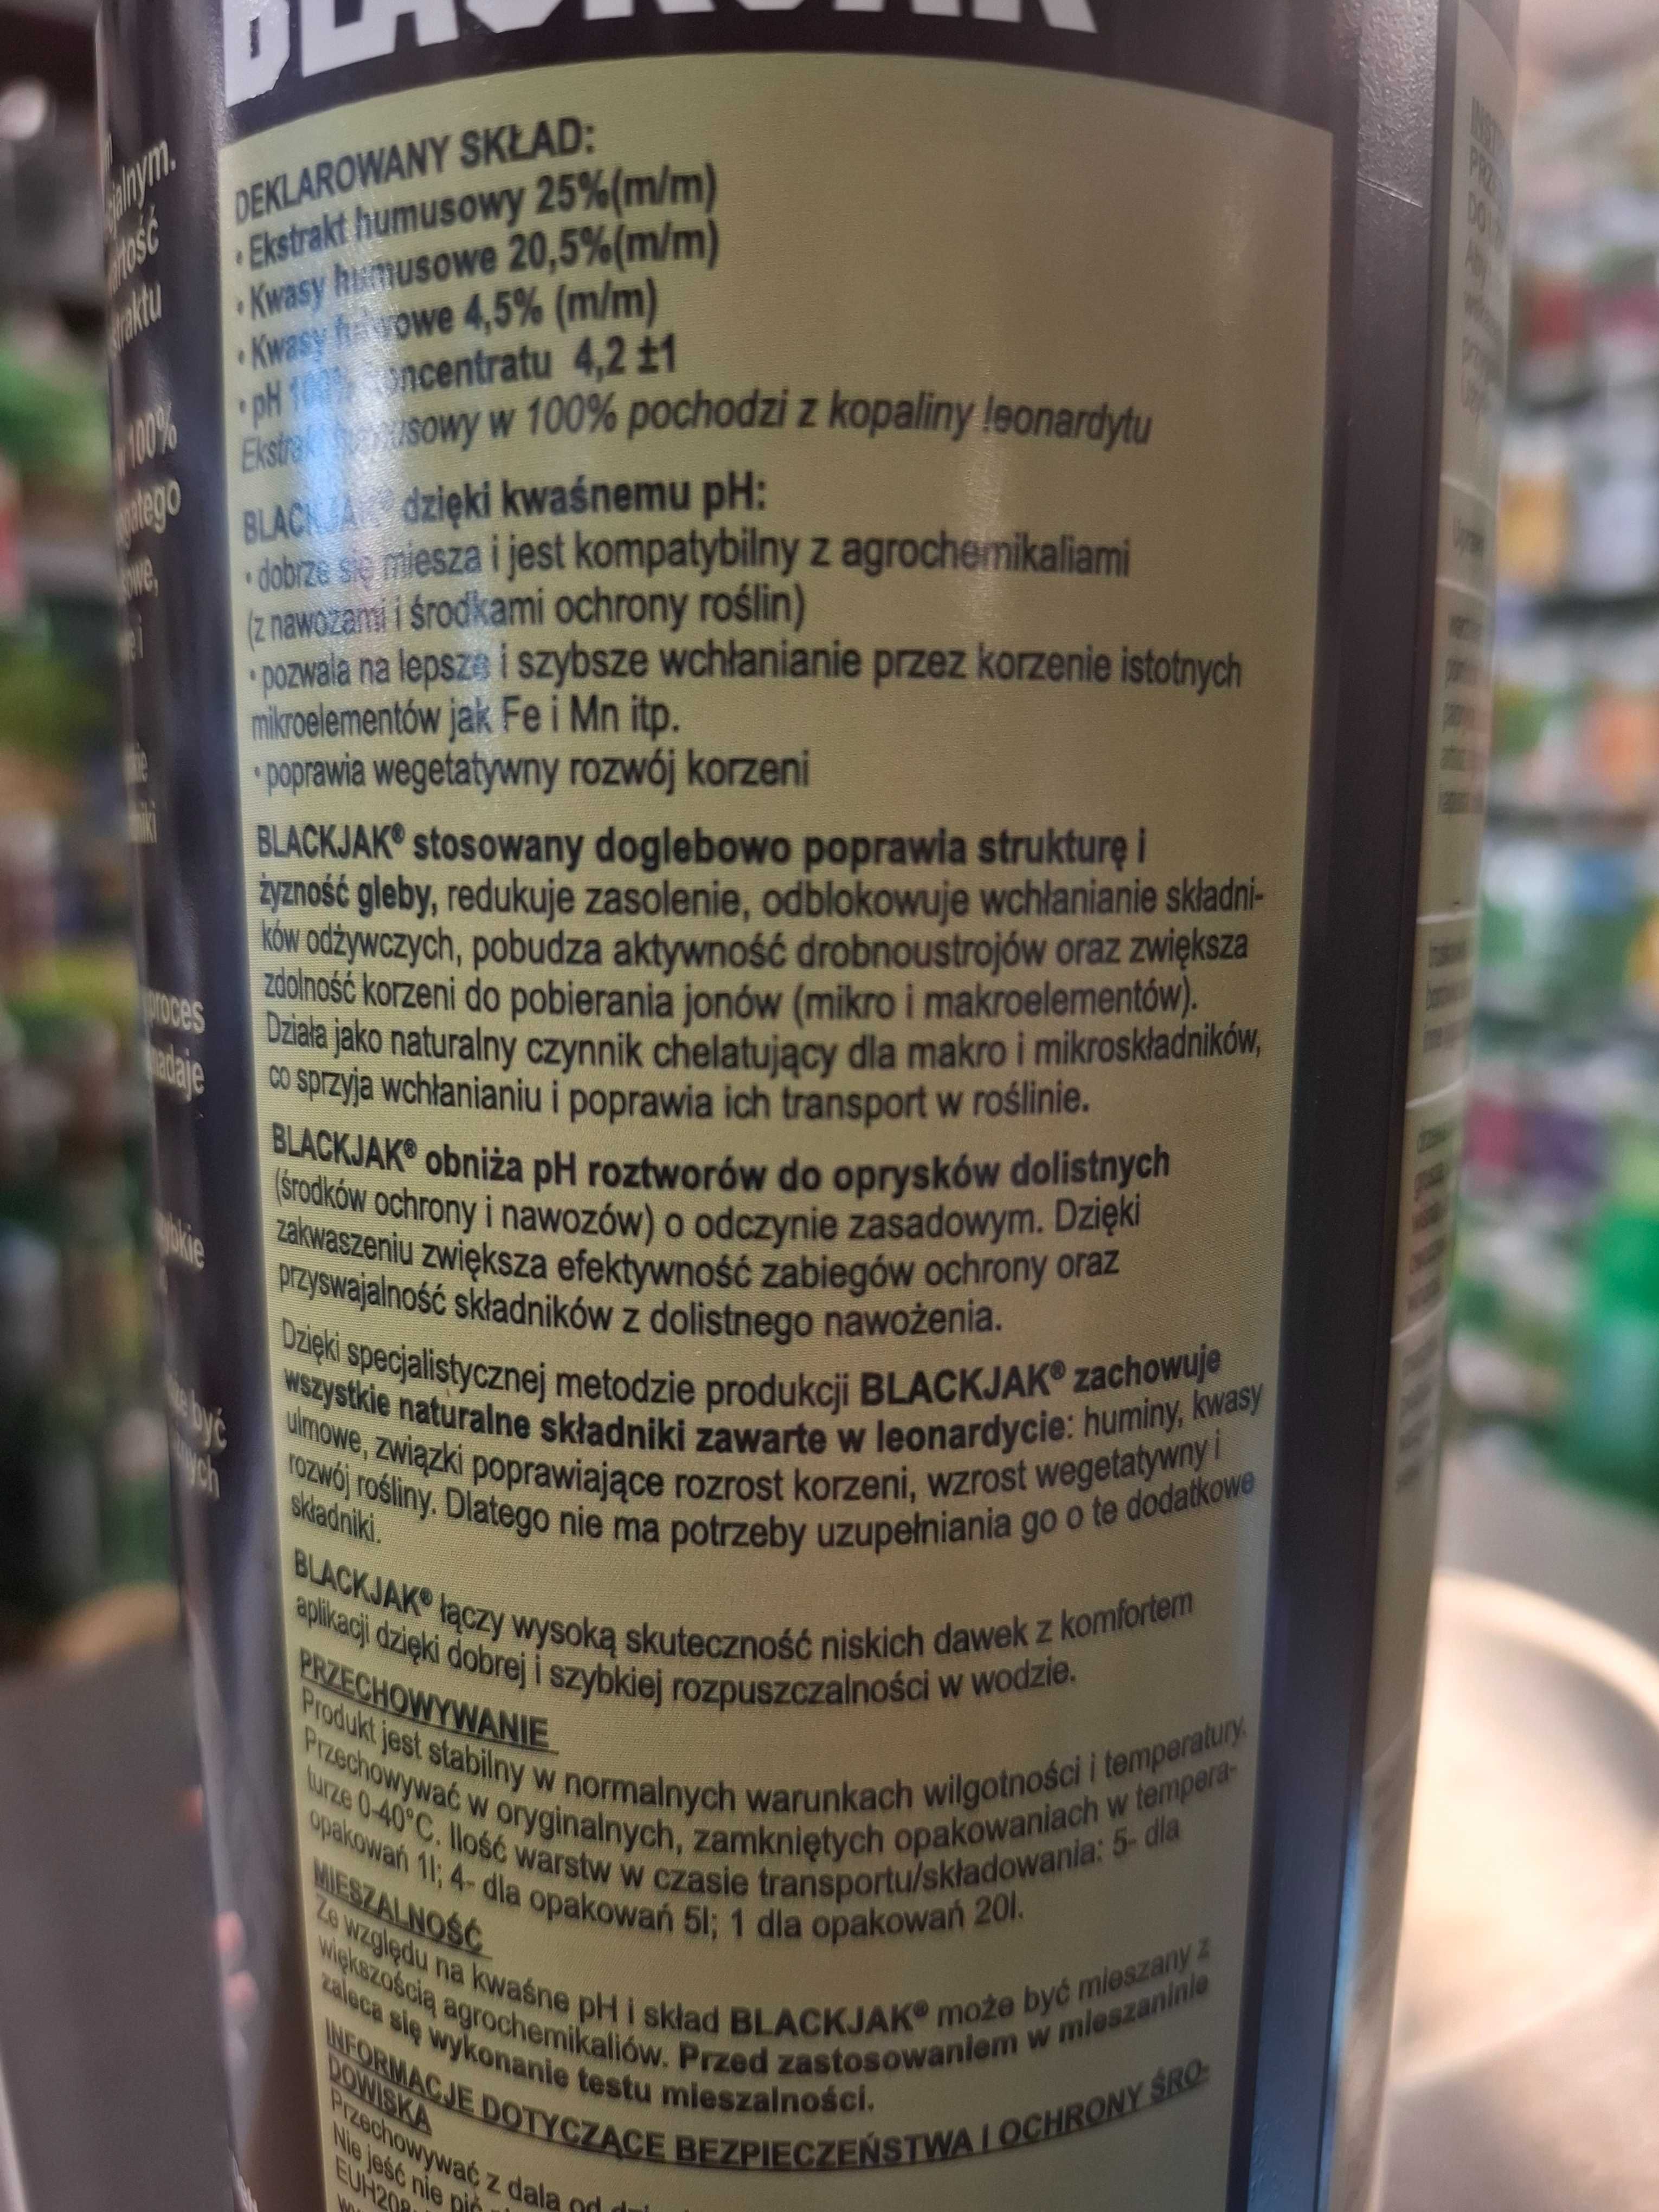 BLACKJAK
DEKLAROWANY SKŁAD:
• Ekstrakt humusowy 25%(m/m)
• Kwasy humusowe 20,5%(m/m)
• Kwasy fulwowe 4,5% (m/m)
• pH 100% koncentratu 4,2 ±1
Ekstrakt humusowy w 100% pochodzi z kopaliny leonardytu
BLACKJAK® dzięki kwaśnemu pH:
• dobrze się miesza i jest kompatybilny z agrochemikaliami
(z nawozami i środkami ochrony roślin)
• pozwala na lepsze i szybsze wchłanianie przez korzenie istotnych
mikroelementów jak Fe i Mn itp.
• poprawia wegetatywny rozwój korzeni
BLACKJAK® stosowany doglebowo poprawia strukturę i
żyzność gleby, redukuje zasolenie, odblokowuje wchłanianie składni-
ków odżywczych, pobudza aktywność drobnoustrojów oraz zwiększa
zdolność korzeni do pobierania jonów (mikro i makroelementów).
Działa jako naturalny czynnik chelatujący dla makro i mikroskładników,
co sprzyja wchłanianiu i poprawia ich transport w roślinie.
BLACKJAK® obniża pH roztworów do oprysków dolistnych
(środków ochrony i nawozów) o odczynie zasadowym. Dzięki
zakwaszeniu zwiększa efektywność zabiegów ochrony oraz
przyswajalność składników z dolistnego nawożenia.
Dzięki specjalistycznej metodzie produkcji BLACKJAK® zachowuje
wszystkie naturalne składniki zawarte w leonardycie: huminy, kwasy
ulmowe, związki poprawiające rozrost korzeni, wzrost wegetatywny i
rozwój rośliny. Dlatego nie ma potrzeby uzupełniania go o te dodatkowe
składniki.
BLACKJAK® łączy wysoką skuteczność niskich dawek z komfortem
aplikacji dzięki dobrej i szybkiej rozpuszczalności w wodzie.
PRZECHOWYWANIE
Produkt jest stabilny w normalnych warunkach wilgotności i temperatury.
Przechowywać w oryginalnych, zamkniętych opakowaniach w tempera-
turze 0-40°C. Ilość warstw w czasie transportu/składowania: 5- dla
opakowań 1l; 4- dla opakowań 5l; 1 dla opakowań 20l.
MIESZALNOŚĆ
Ze względu na kwaśne pH i skład BLACKJAK® może być mieszany z
większością agrochemikaliów. Przed zastosowaniem w mieszaninie
zaleca się wykonanie testu mieszalności.
INFORMACJE DOTYCZĄCE BEZPIECZEŃSTWA I OCHRONY ŚRO-
DOWISKA
Przechowywać z dala od
Nie jeść nie pić
EUH208